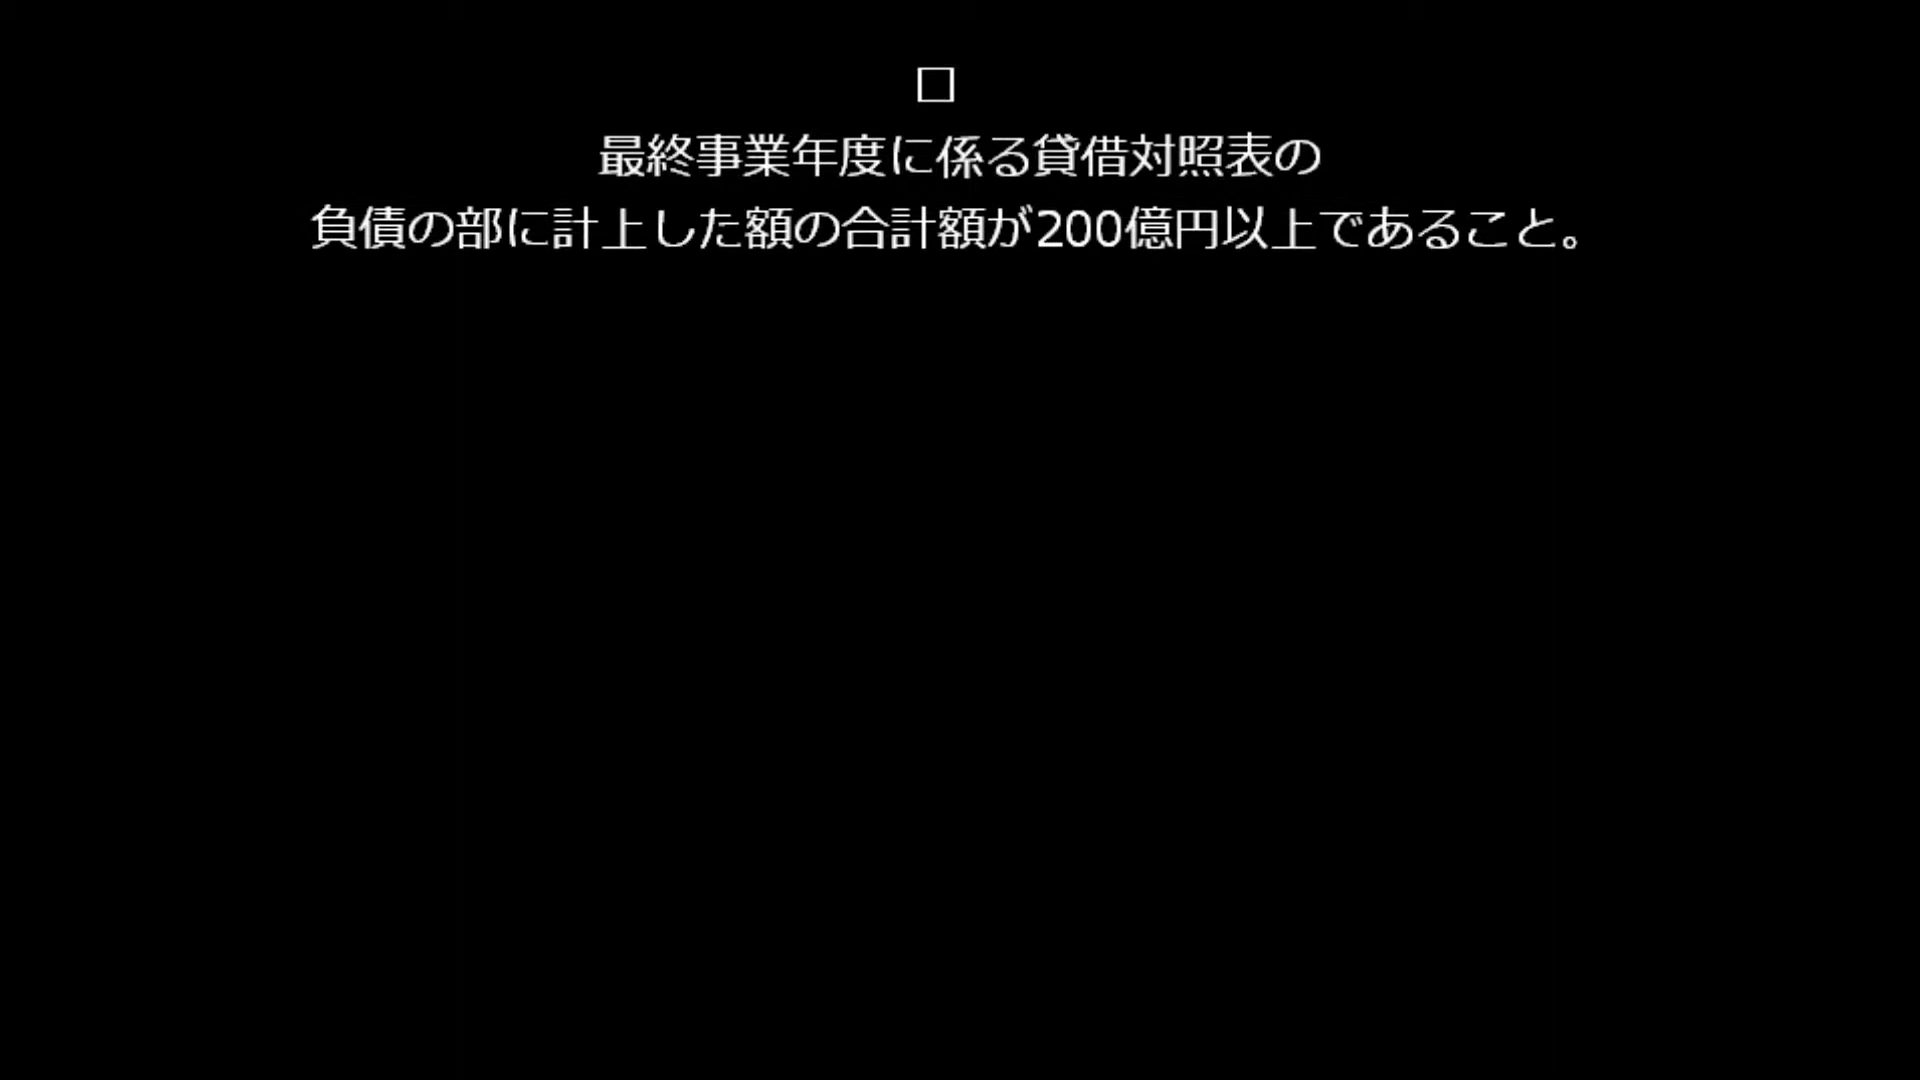 ロ
最終事業年度に係る貸借対照表の
負債の部に計上した額の合計額が200億円以上であること。